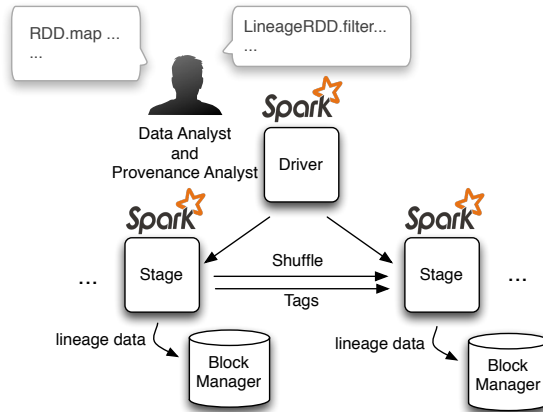 RDD.map ...
...
LineageRDD.filter...
...
Spark
Data Analyst
and
Provenance Analyst
Driver
Spark
Spark
...
Stage
Shuffle
Tags
Stage
...
lineage data
Block
Manager
lineage data
Block
Manager